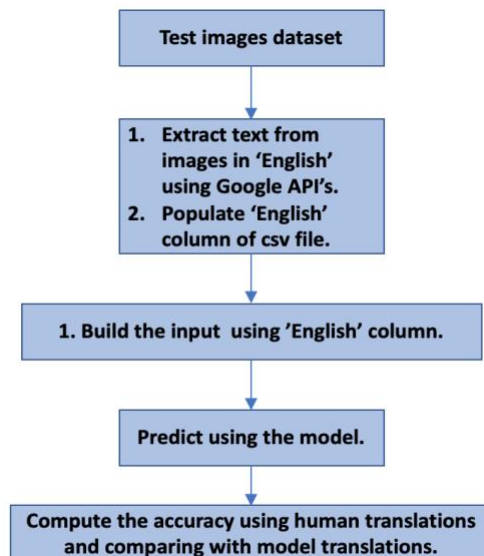 Test images dataset
1. Extract text from
images in ‘English’
using Google API's.
2. Populate ‘English’
column of csv file.
1. Build the input using ’English’ column.
Predict using the model.
Compute the accuracy using human translations
and comparing with model translations.